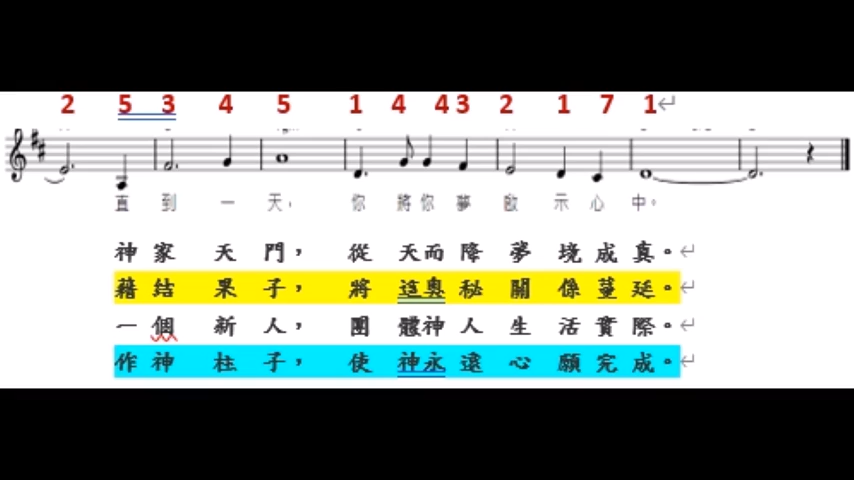 2 5 3 4 5 1 4 4 3 2 1 7 1
直到一天，你將你夢啟示心中。
神家天門，從天而降夢境成真。
藉結果子，將這奧秘關係蔓延。
一個新人，團體神人生活實際。
作神柱子，使神永遠心願完成。